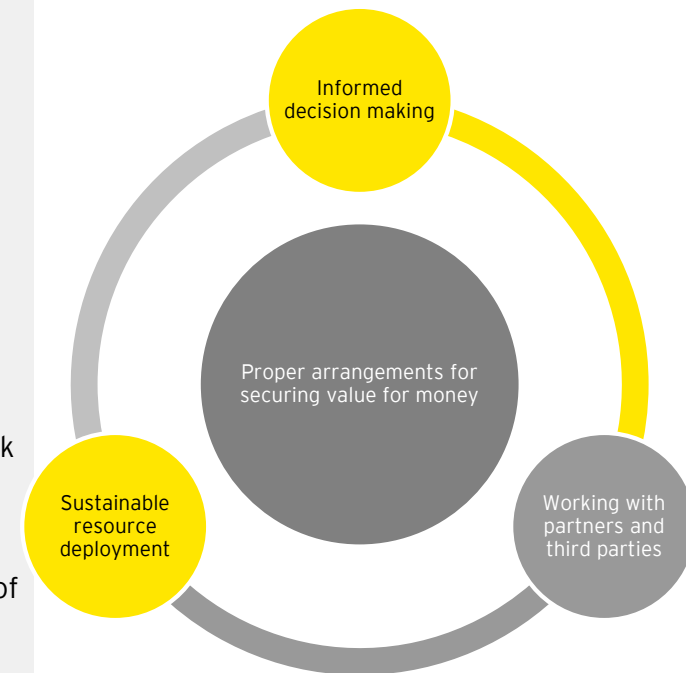 Informed
decision making
Proper arrangements for
securing value for money
k
Sustainable
resource
deployment
Working with
partners and
third parties
of